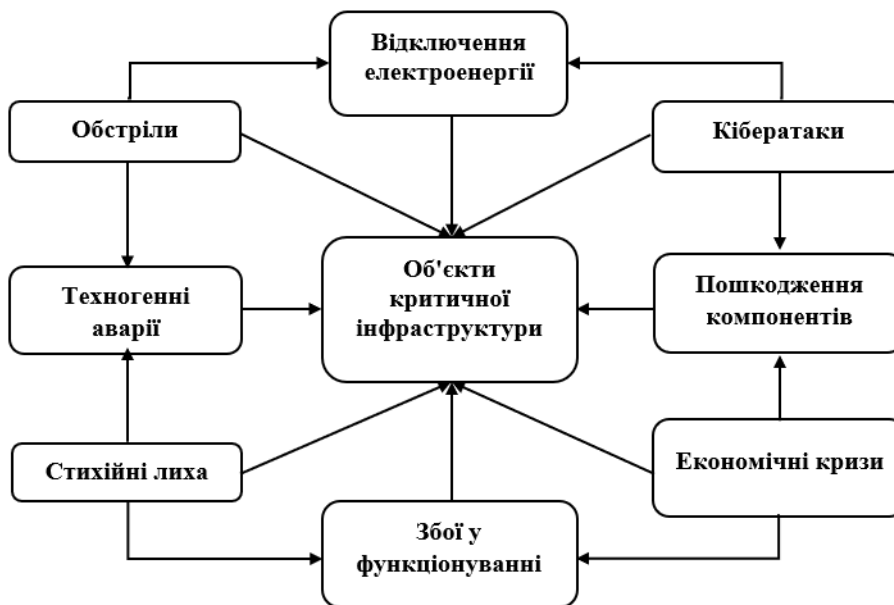 Відключення
електроенергії
Обстріли
Кібератаки
Техногенні
аварії
Об'єкти
критичної
інфраструктури
Пошкодження
компонентів
Стихійні лиха
Економічні кризи
Збої у
функціонуванні